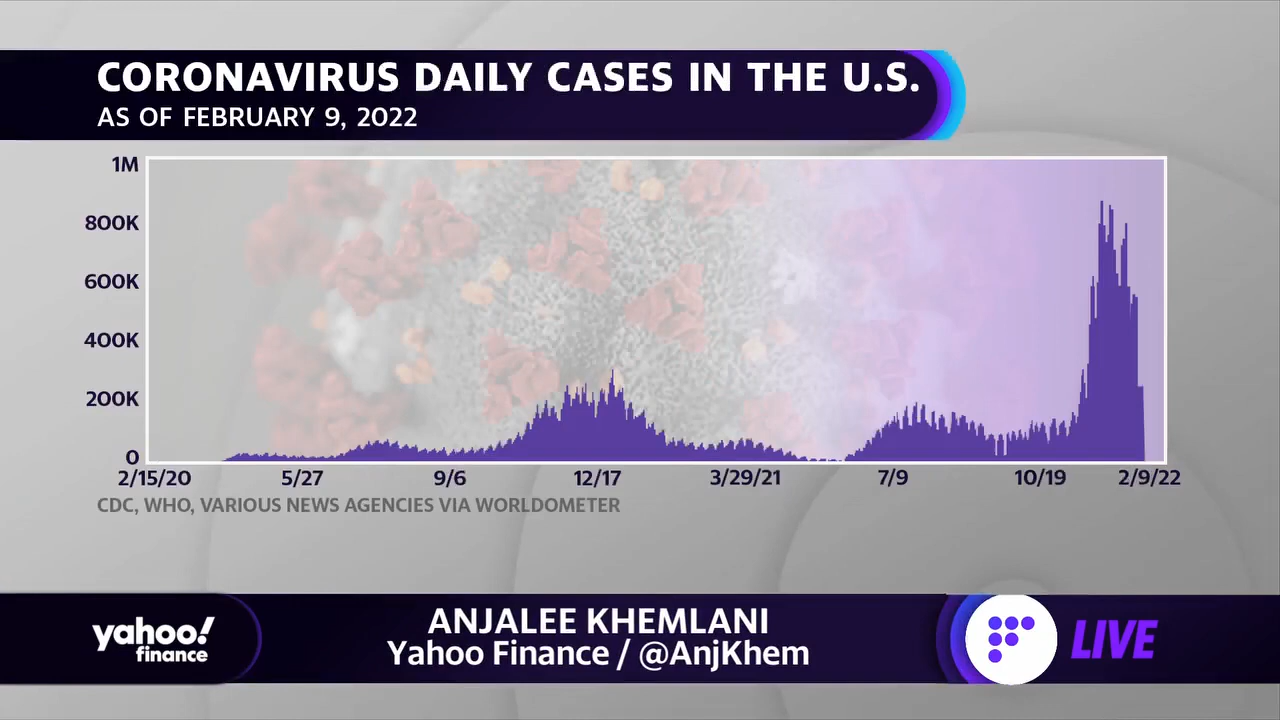 CORONAVIRUS DAILY CASES IN THE U.S.
AS OF FEBRUARY 9, 2022
1M
800K
600K
400K
200K
0
2/15/20 5/27 9/6 12/17 3/29/21 7/9 10/19 2/9/22
CDC, WHO, VARIOUS NEWS AGENCIES VIA WORLDOMETER
yahoo!
finance
ANJALEE KHEMLANI
Yahoo Finance / @AnjKhem
LIVE